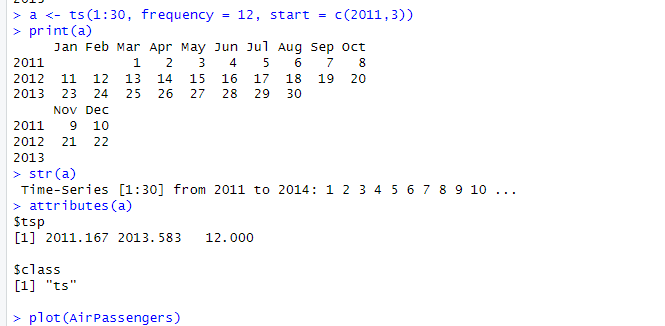 > a <- ts(1:30, frequency = 12, start = c(2011,3))
> print(a)
     Jan Feb Mar Apr May Jun Jul Aug Sep Oct
2011           1   2   3   4   5   6   7   8
2012  11  12  13  14  15  16  17  18  19  20
2013  23  24  25  26  27  28  29  30
     Nov Dec
2011   9  10
2012  21  22
2013
> str(a)
 Time-Series [1:30] from 2011 to 2014: 1 2 3 4 5 6 7 8 9 10 ...
> attributes(a)
$tsp
[1] 2011.167 2013.583   12.000

$class
[1] "ts"

> plot(AirPassengers)